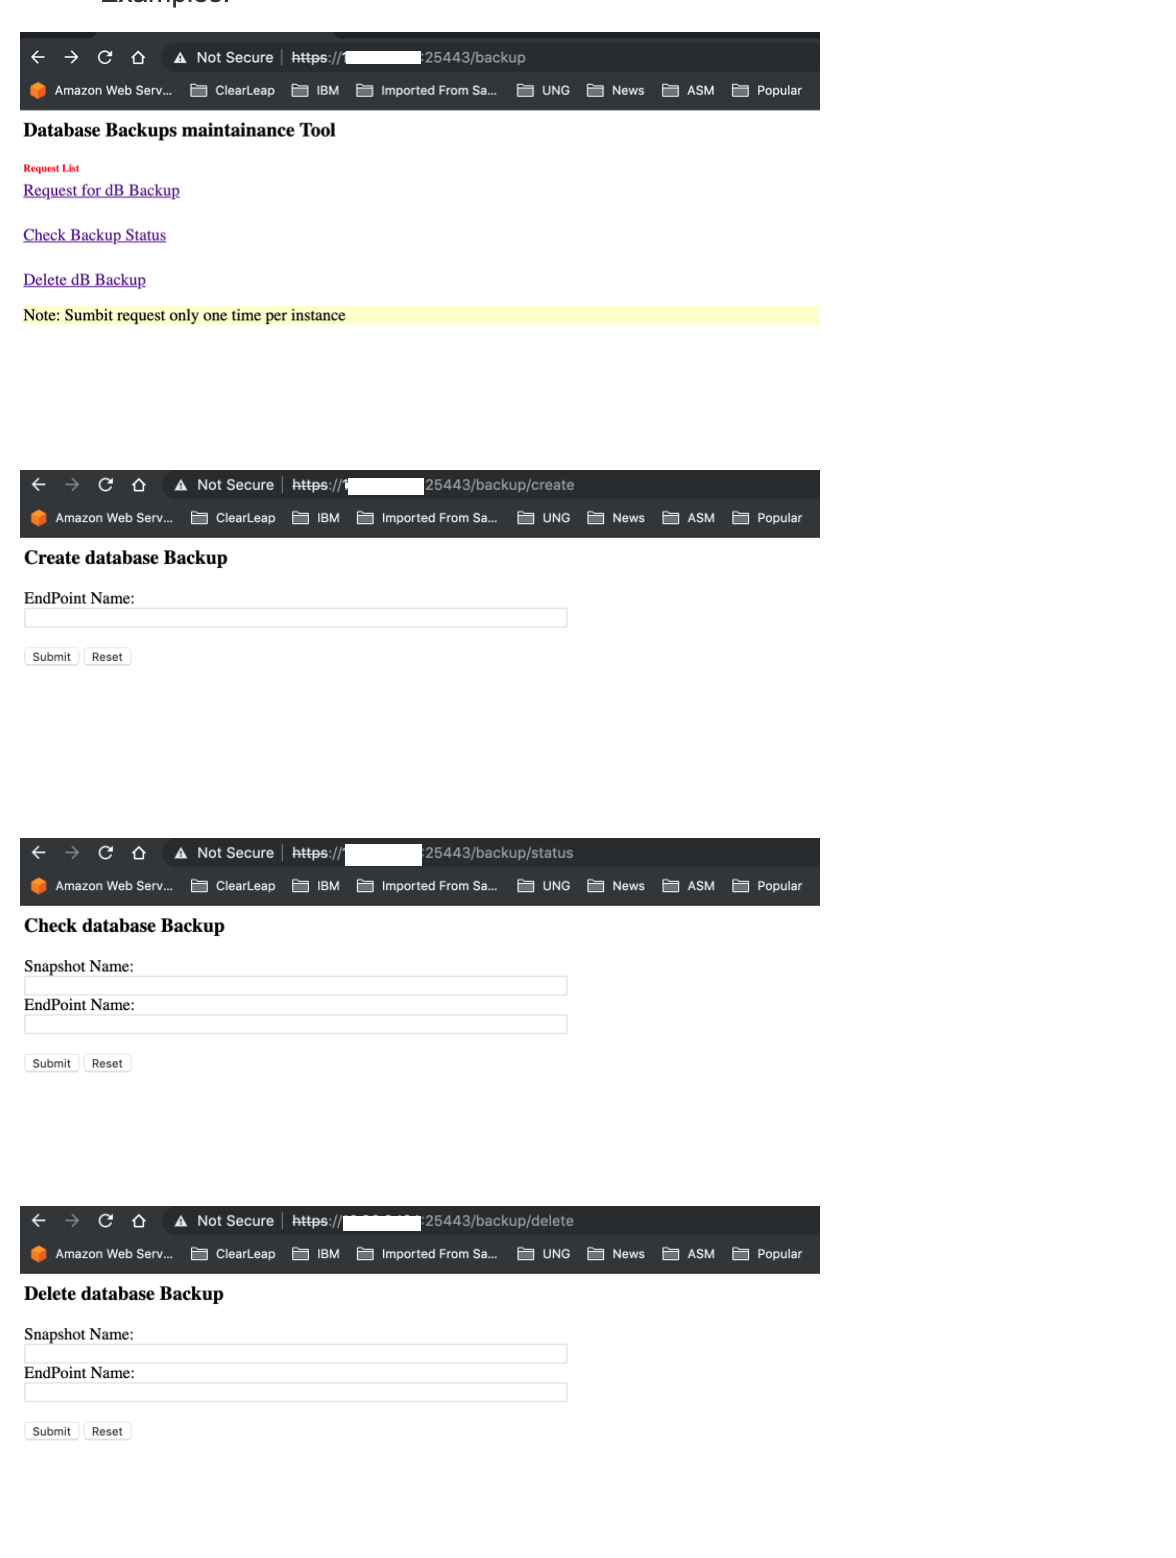 Examples:
Not Secure | https://1 :25443/backup
Amazon Web Serv... ClearLeap IBM Imported From Sa... UNG News ASM Popular
Database Backups maintainance Tool
Request List
Request for dB Backup
Check Backup Status
Delete dB Backup
Note: Sumbit request only one time per instance
Not Secure | https:// 25443/backup/create
Amazon Web Serv... ClearLeap IBM Imported From Sa... UNG News ASM Popular
Create database Backup
EndPoint Name:
Submit Reset
Not Secure | https:// :25443/backup/status
Amazon Web Serv... ClearLeap IBM Imported From Sa... UNG News ASM Popular
Check database Backup
Snapshot Name:
EndPoint Name:
Submit Reset
Not Secure | https:// :25443/backup/delete
Amazon Web Serv... ClearLeap IBM Imported From Sa... UNG News ASM Popular
Delete database Backup
Snapshot Name:
EndPoint Name:
Submit Reset